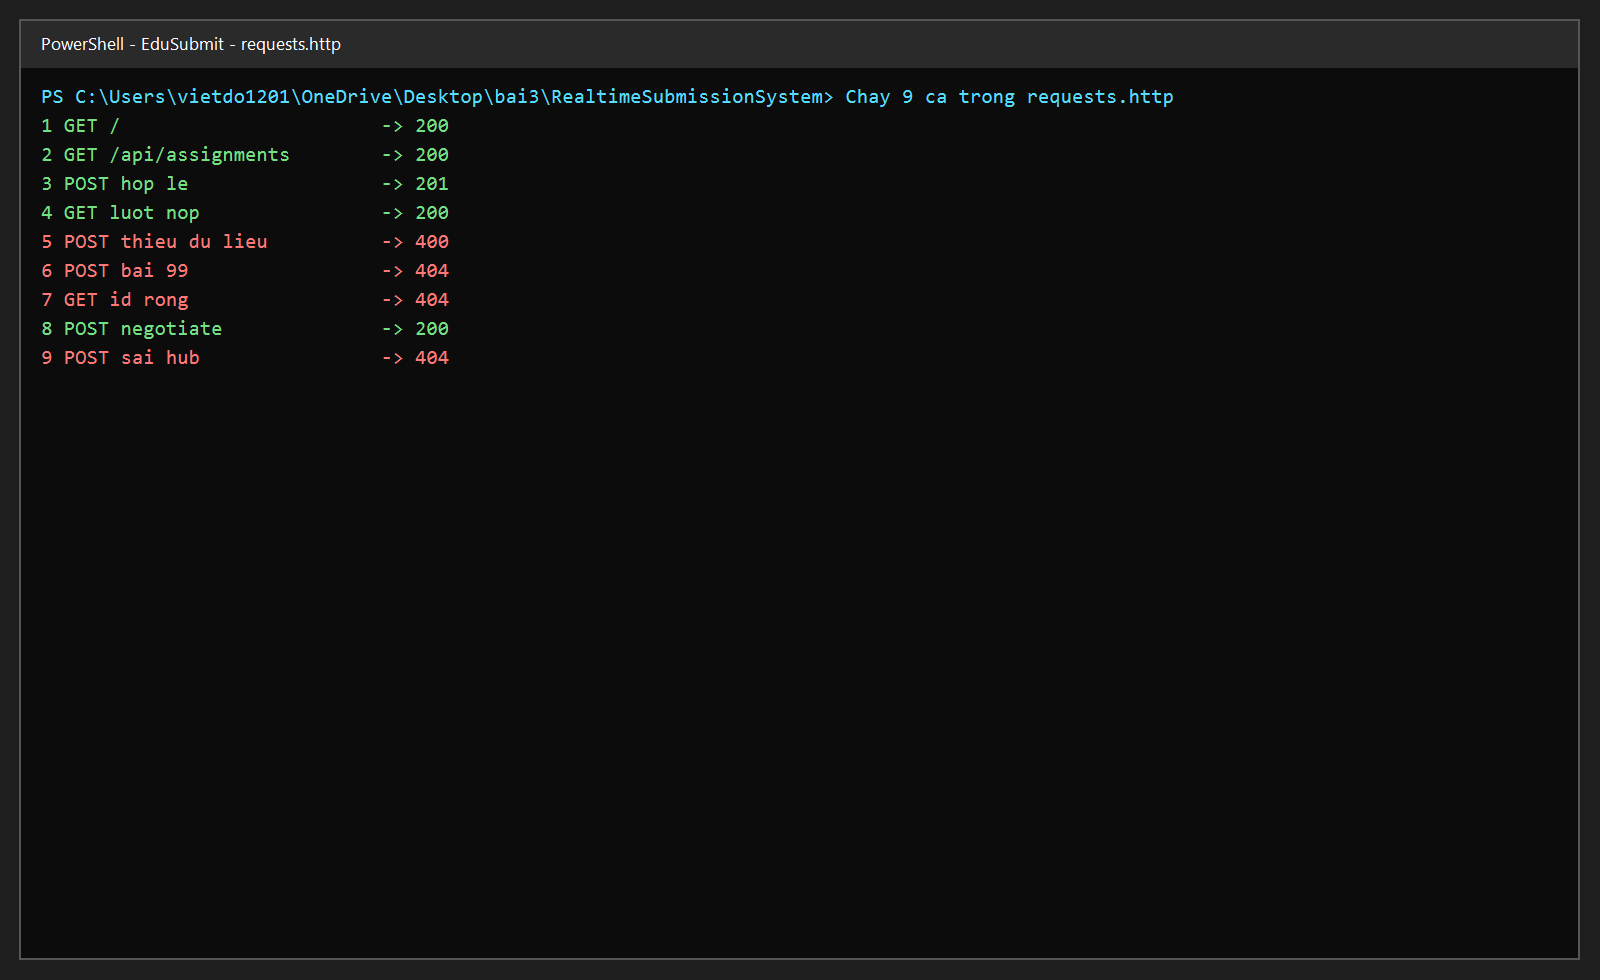 PowerShell - EduSubmit - requests.http
PS C:\Users\vietdo1201\OneDrive\Desktop\bai3\RealtimeSubmissionSystem> Chay 9 ca trong requests.http
1 GET / -> 200
2 GET /api/assignments -> 200
3 POST hop le -> 201
4 GET luot nop -> 200
5 POST thieu du lieu -> 400
6 POST bai 99 -> 404
7 GET id rong -> 404
8 POST negotiate -> 200
9 POST sai hub -> 404